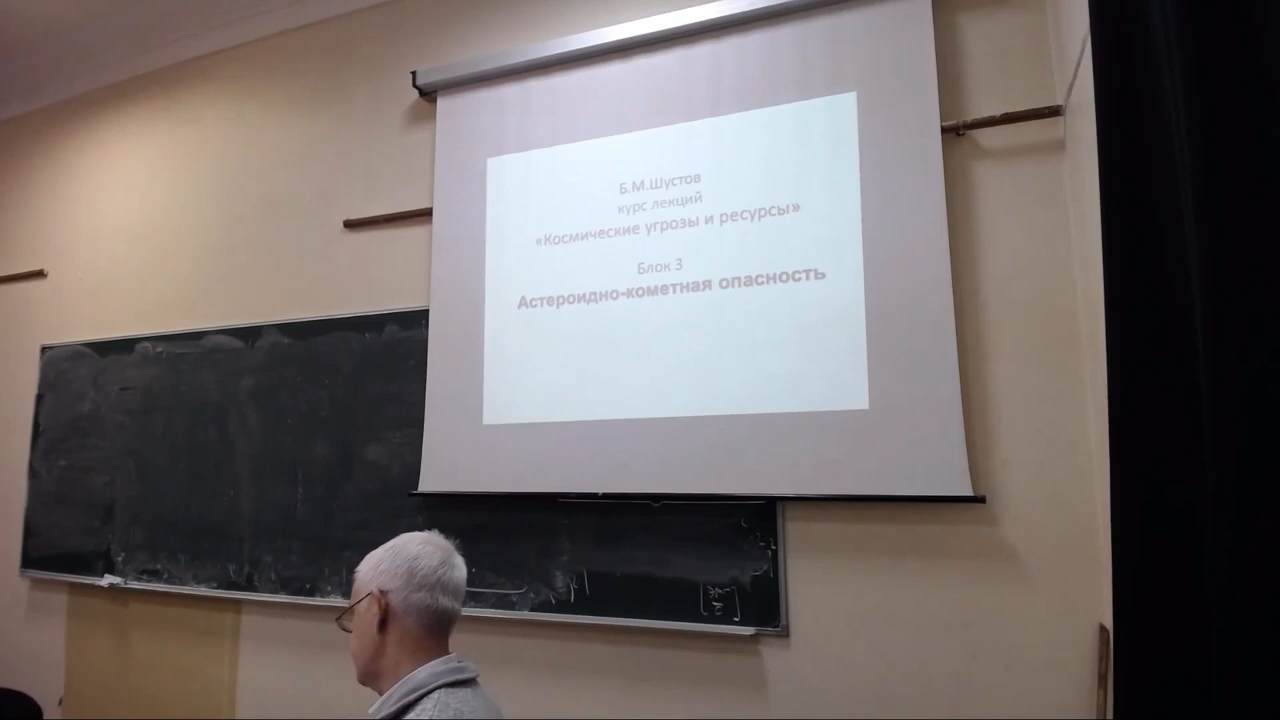 Б.М.Шустов
курс лекций
«Космические угрозы и ресурсы»
Блок 3
Астероидно-кометная опасность